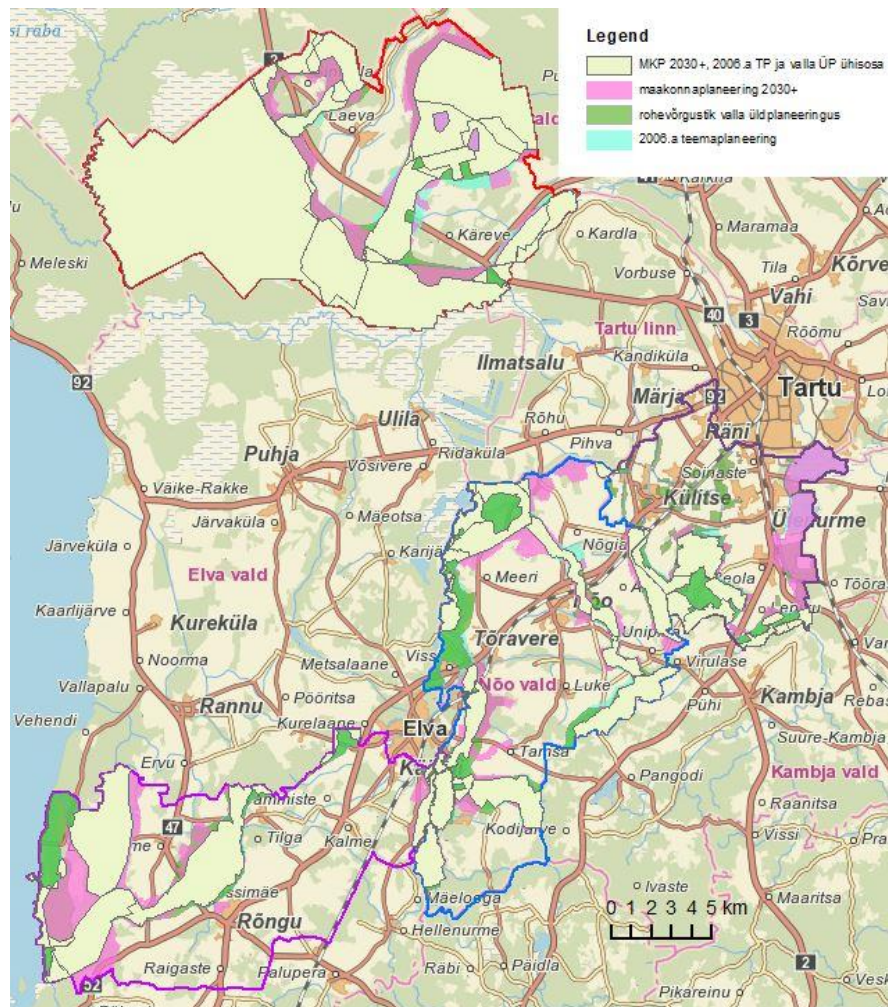 si raba
2
Laeva
Käreve
vald
Meleski
92
Legend
MKP 2030+, 2006.a TP ja valla ÜP ühisosa
maakonnaplaneering 2030+
rohevõrgustik valla üldplaneeringus
2006.a teemaplaneering
Kardla
Maramaa
Vorbuse
Tila
Kõrve
Vahi
Tartu linn
40
3
Rõõmu
Ilmatsalu
Kandiküla
Tartu
Märja
92
Ulila
Rõhu
Räni
Puhja
Ridaküla
Pihva
Võsivere
Soinaste
Väike-Rakke
Külitse
Järvaküla
Mäeotsa
Järveküla
Karijä
Nõgia
Elva vald
Meeri
Kaarlijärve
Kureküla
Tõravere
Noorma
Metsalaane
Virulase
Vallapalu
Pööritsa
Nõo vald
Luke
Pühi
Kambja
Rannu
Vehendi
Kurelaane
Elva
Suure-Kambja
Ervu
Pangodi
Kambja vald
Raanitsa
47
Tilga
Kalme
Kodijärve
Vissi
Ivaste
Maaritsa
0 1 2 3 4 5 km
Rõngu
Hellenurme
Raigaste
Palupera
Päidla
2
Pikareinu